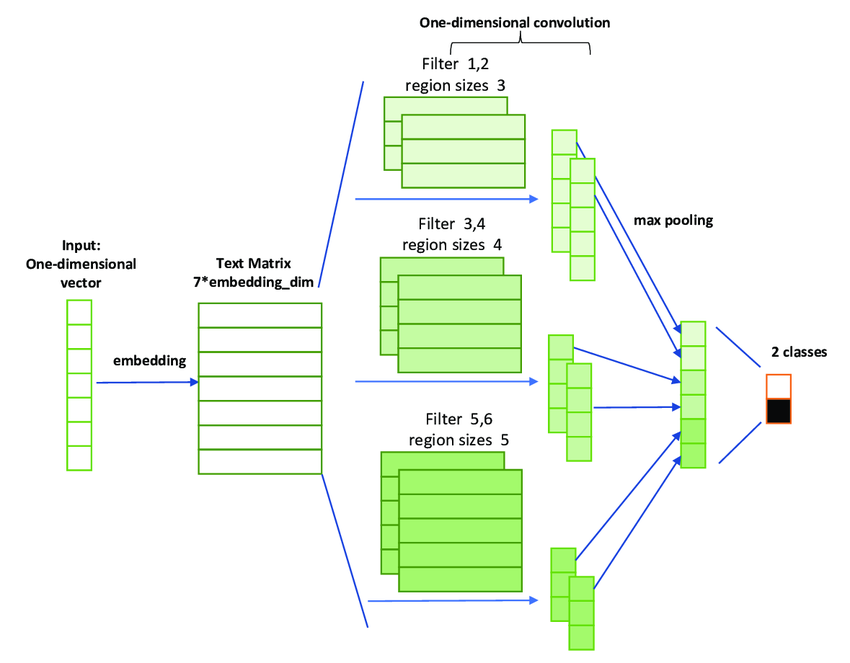 One-dimensional convolution
Filter 1,2
region sizes 3
max pooling
Filter 3,4
region sizes 4
Input:
One-dimensional
vector
Text Matrix
7*embedding_dim
embedding
2 classes
Filter 5,6
region sizes 5